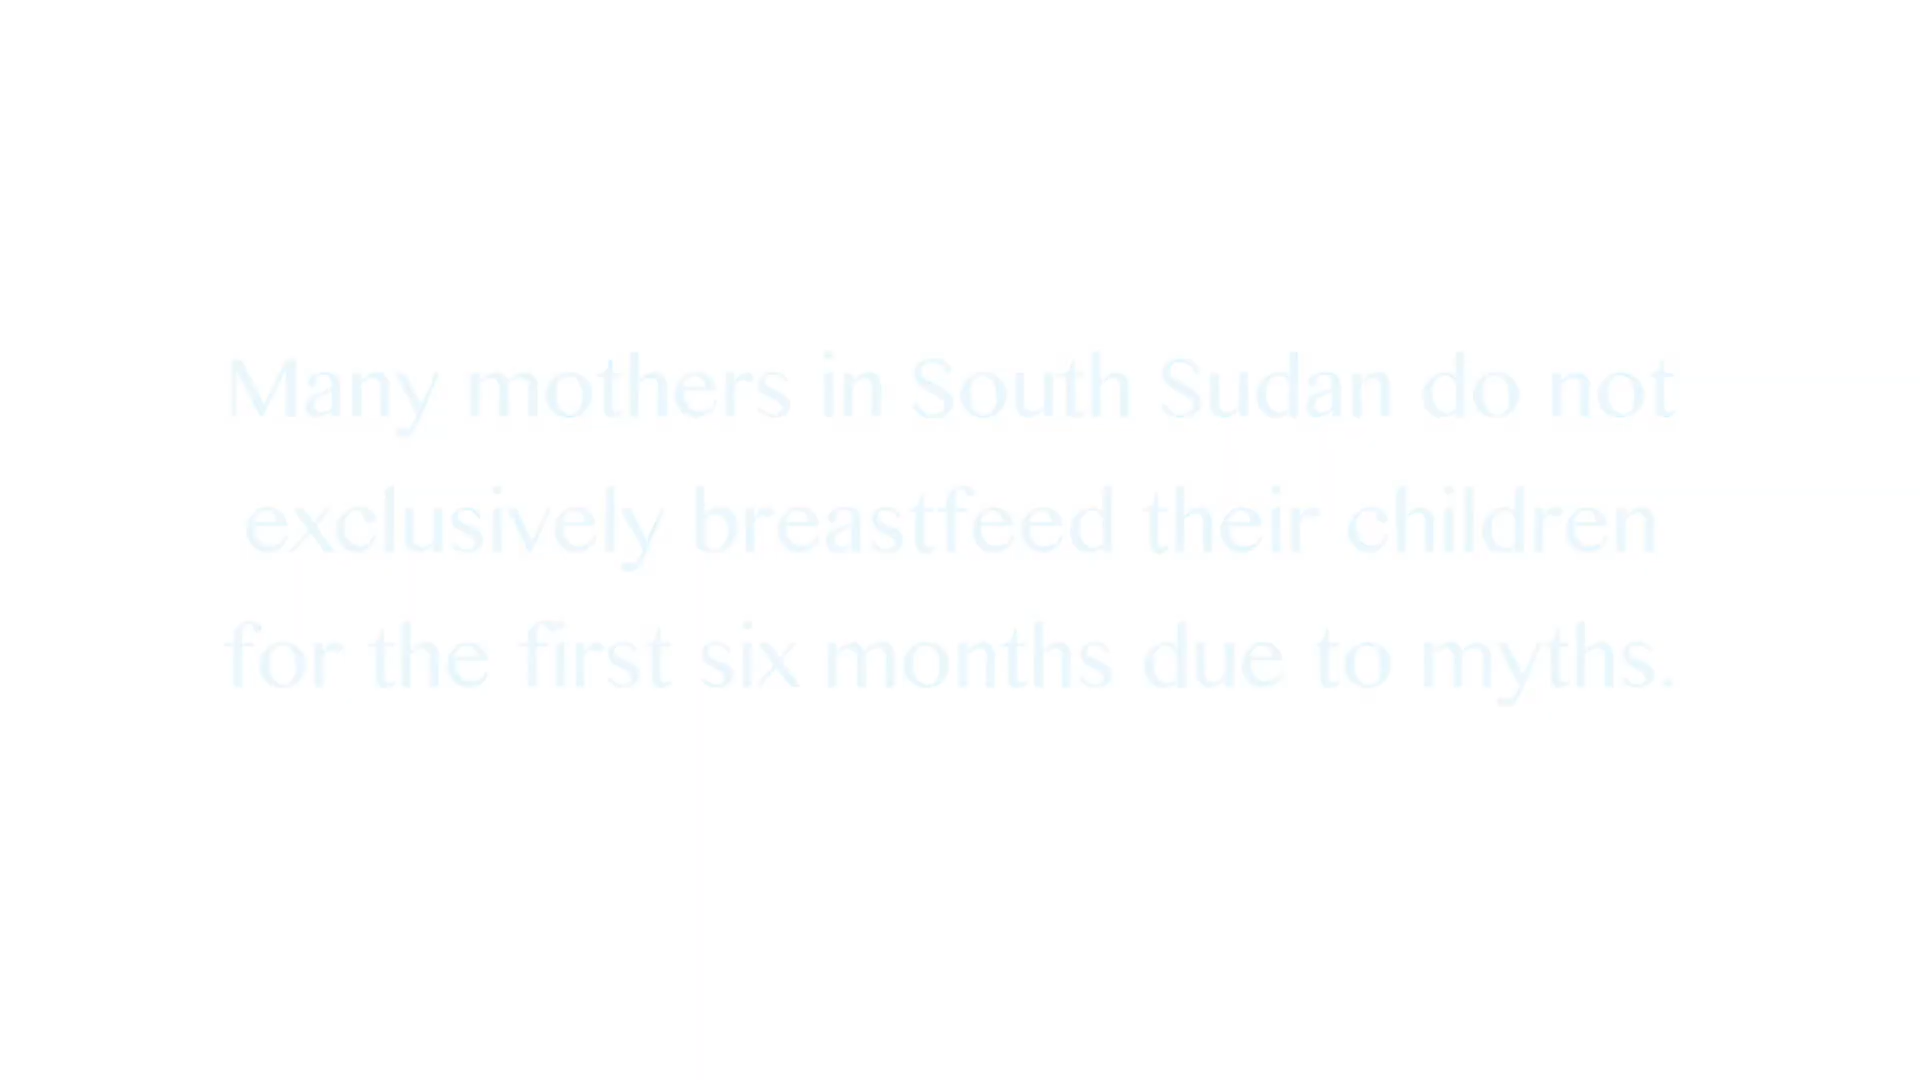 Many mothers in South Sudan do not
exclusively breastfeed their children
for the first six months due to myths.